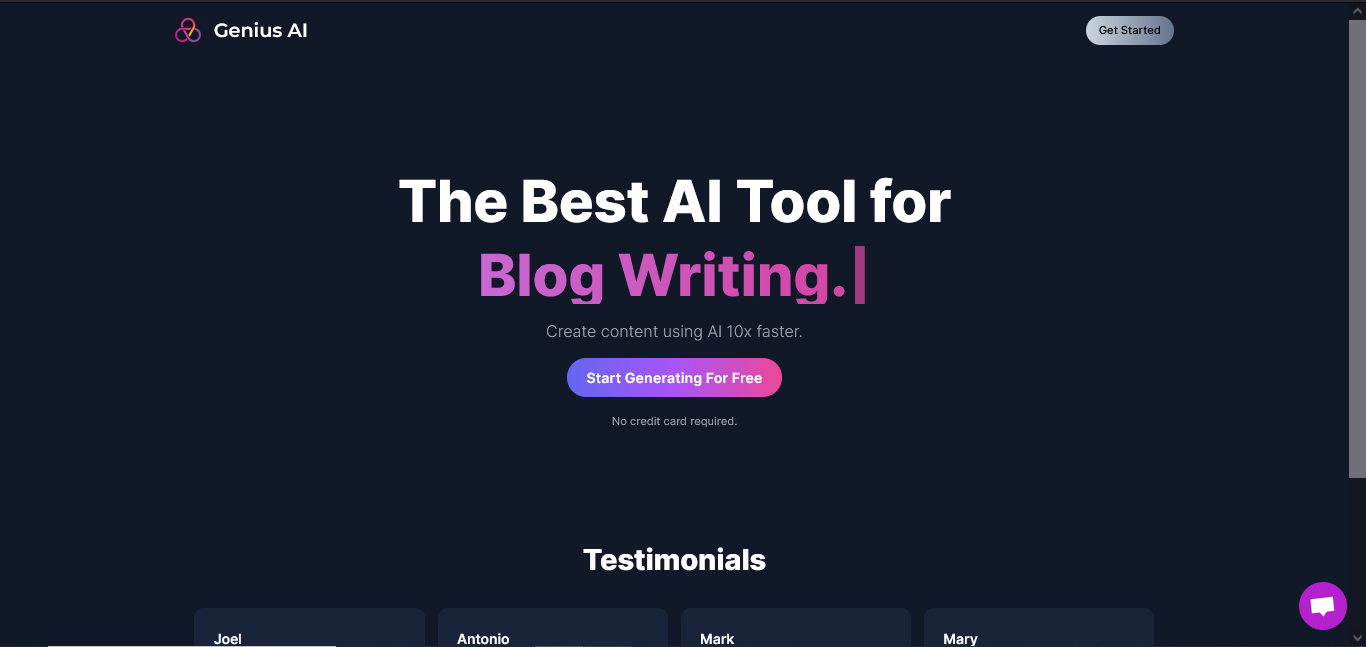 Genius AI
Get Started
The Best AI Tool for
Blog Writing.
Create content using AI 10x faster.
Start Generating For Free
No credit card required.
Testimonials
Joel
Antonio
Mark
Mary